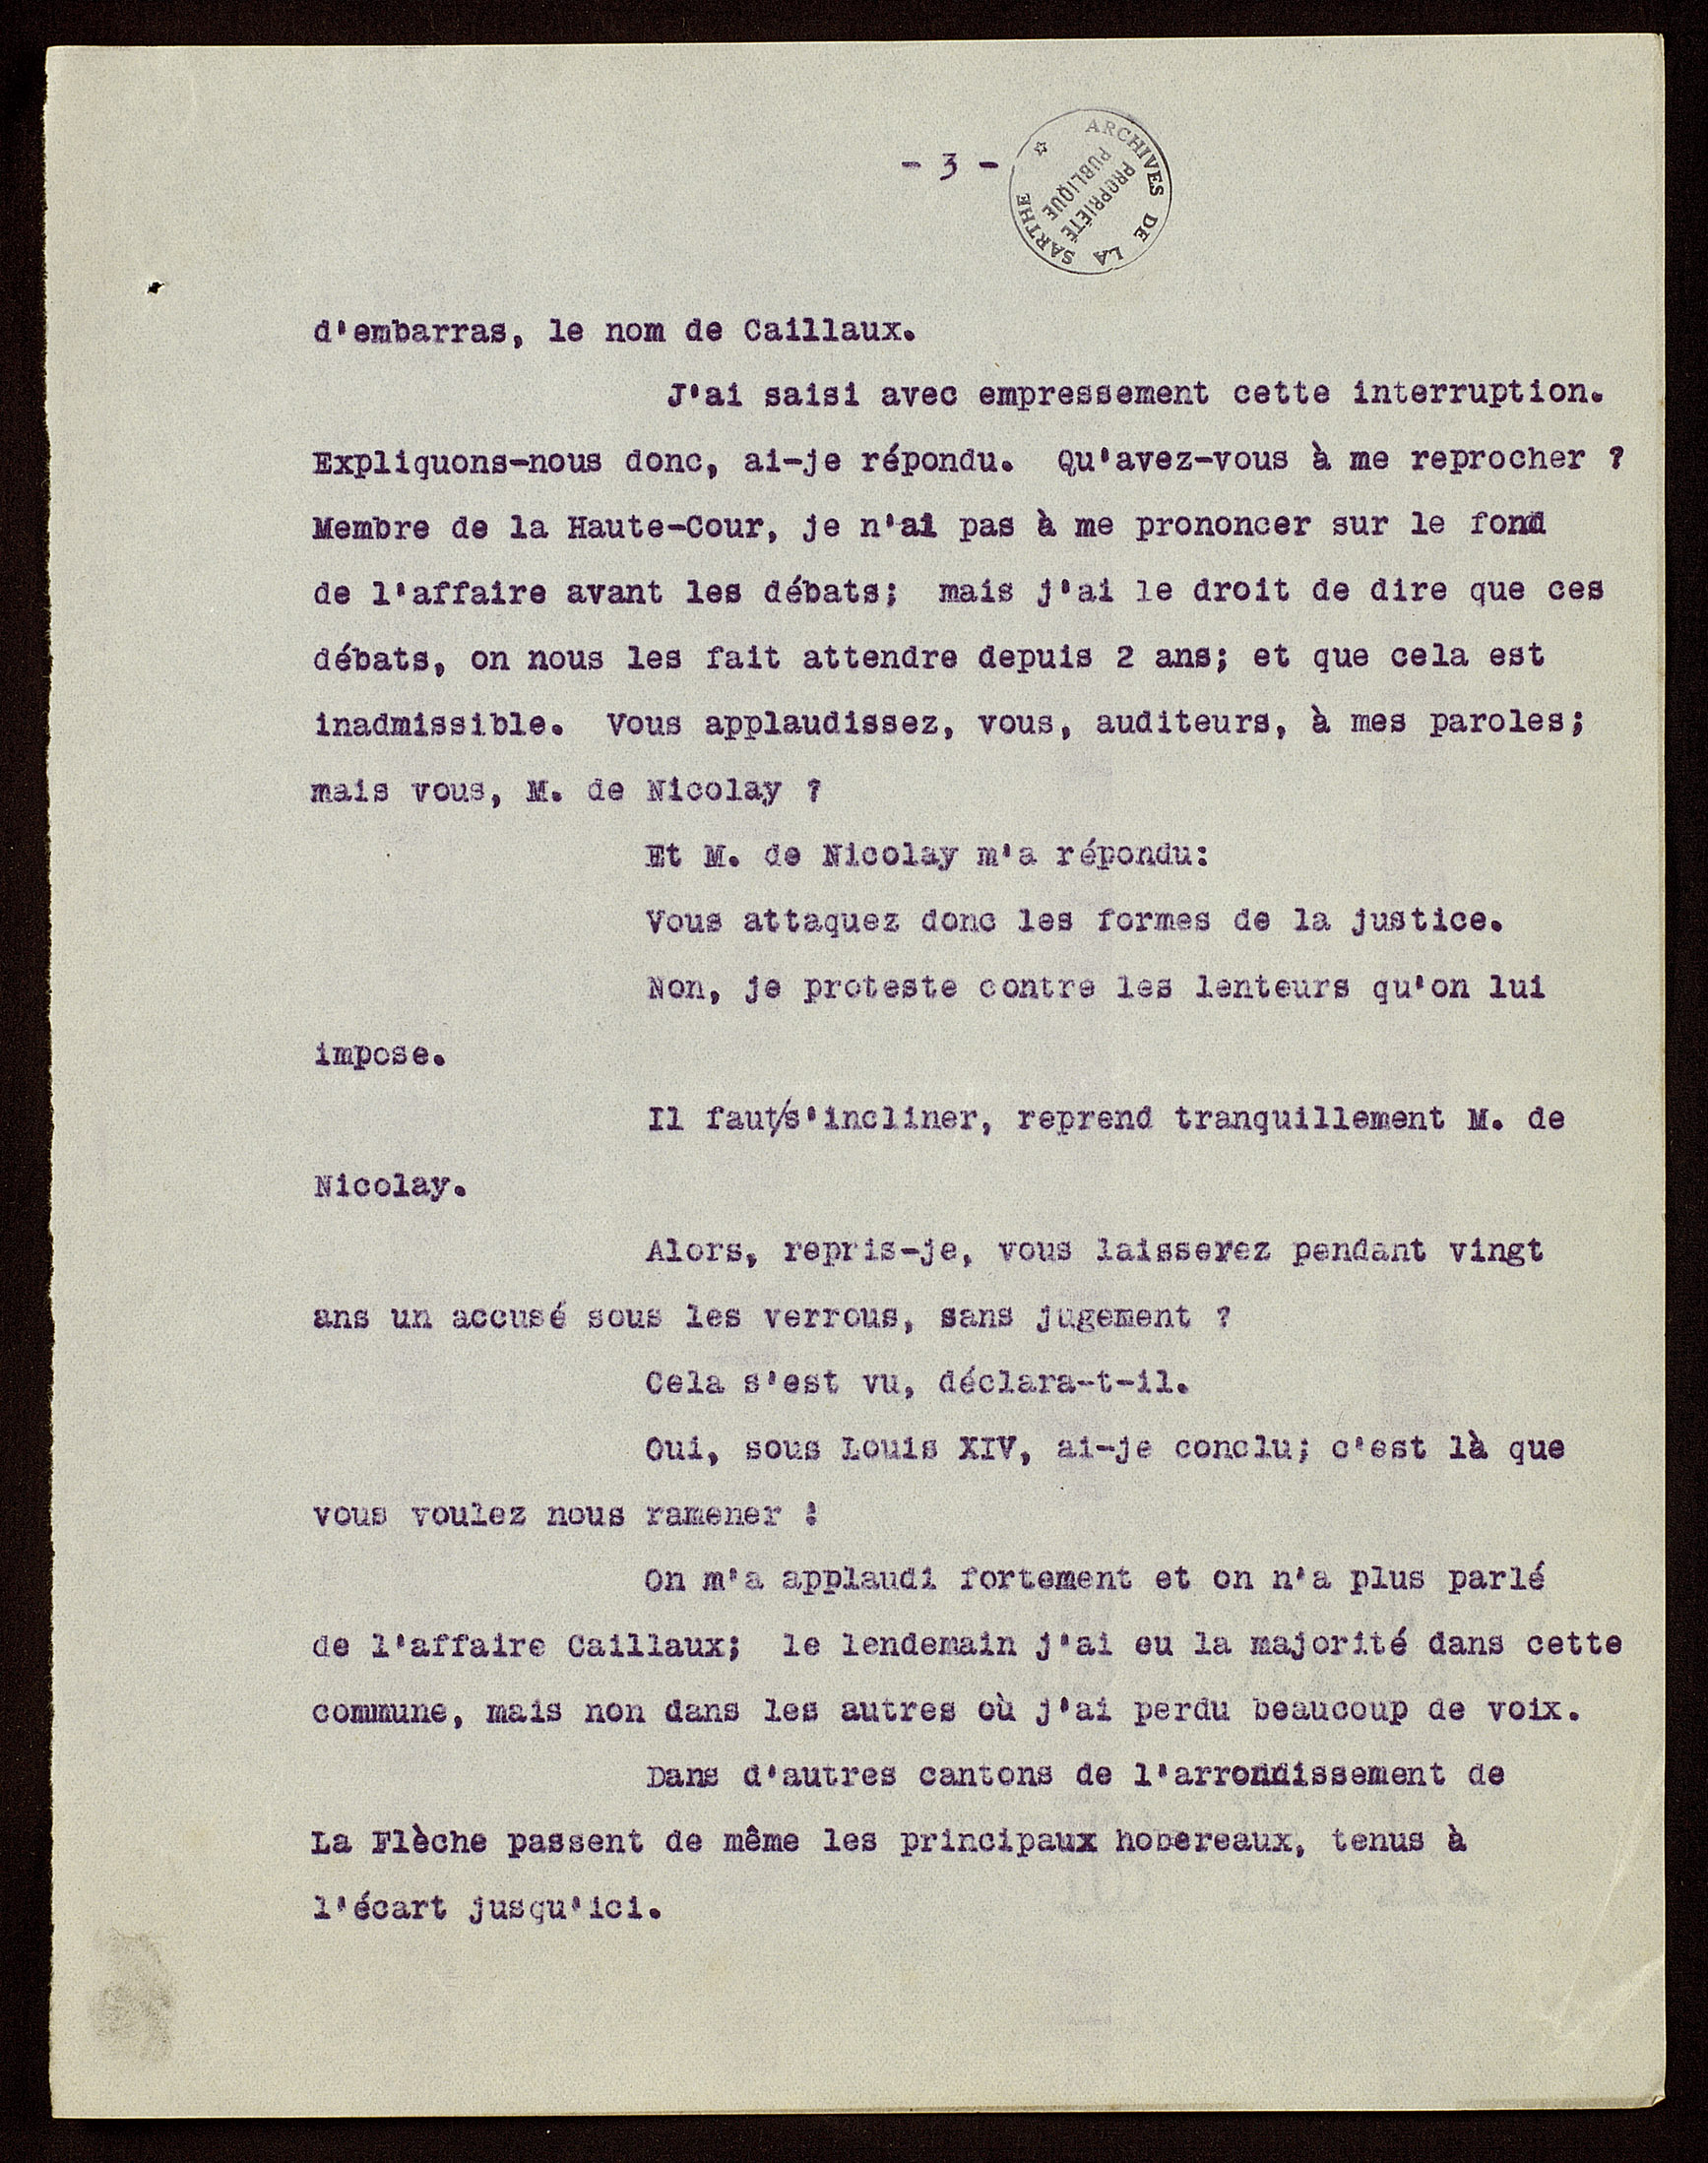 - 3 -
ARCHIVES DE LA SARTHE
PROPRIÉTÉ
PUBLIQUE
d'embarras, le nom de Caillaux.
J'ai saisi avec empressement cette interruption.
Expliquons-nous donc, ai-je répondu. Qu'avez-vous à me reprocher ?
Membre de la Haute-Cour, je n'ai pas à me prononcer sur le fond
de l'affaire avant les débats; mais j'ai le droit de dire que ces
débats, on nous les fait attendre depuis 2 ans; et que cela est
inadmissible. Vous applaudissez, vous, auditeurs, à mes paroles;
mais vous, M. de Nicolay ?
Et M. de Nicolay m'a répondu:
Vous attaquez donc les formes de la justice.
Non, je proteste contre les lenteurs qu'on lui
impose.
Il faut/s'incliner, reprend tranquillement M. de
Nicolay.
Alors, repris-je, vous laisserez pendant vingt
ans un accusé sous les verrous, sans jugement ?
Cela s'est vu, déclara-t-il.
Oui, sous Louis XIV, ai-je conclu; c'est là que
vous voulez nous ramener !
On m'a applaudi fortement et on n'a plus parlé
de l'affaire Caillaux; le lendemain j'ai eu la majorité dans cette
commune, mais non dans les autres où j'ai perdu beaucoup de voix.
Dans d'autres cantons de l'arrondissement de
La Flèche passent de même les principaux hobereaux, tenus à
l'écart jusqu'ici.